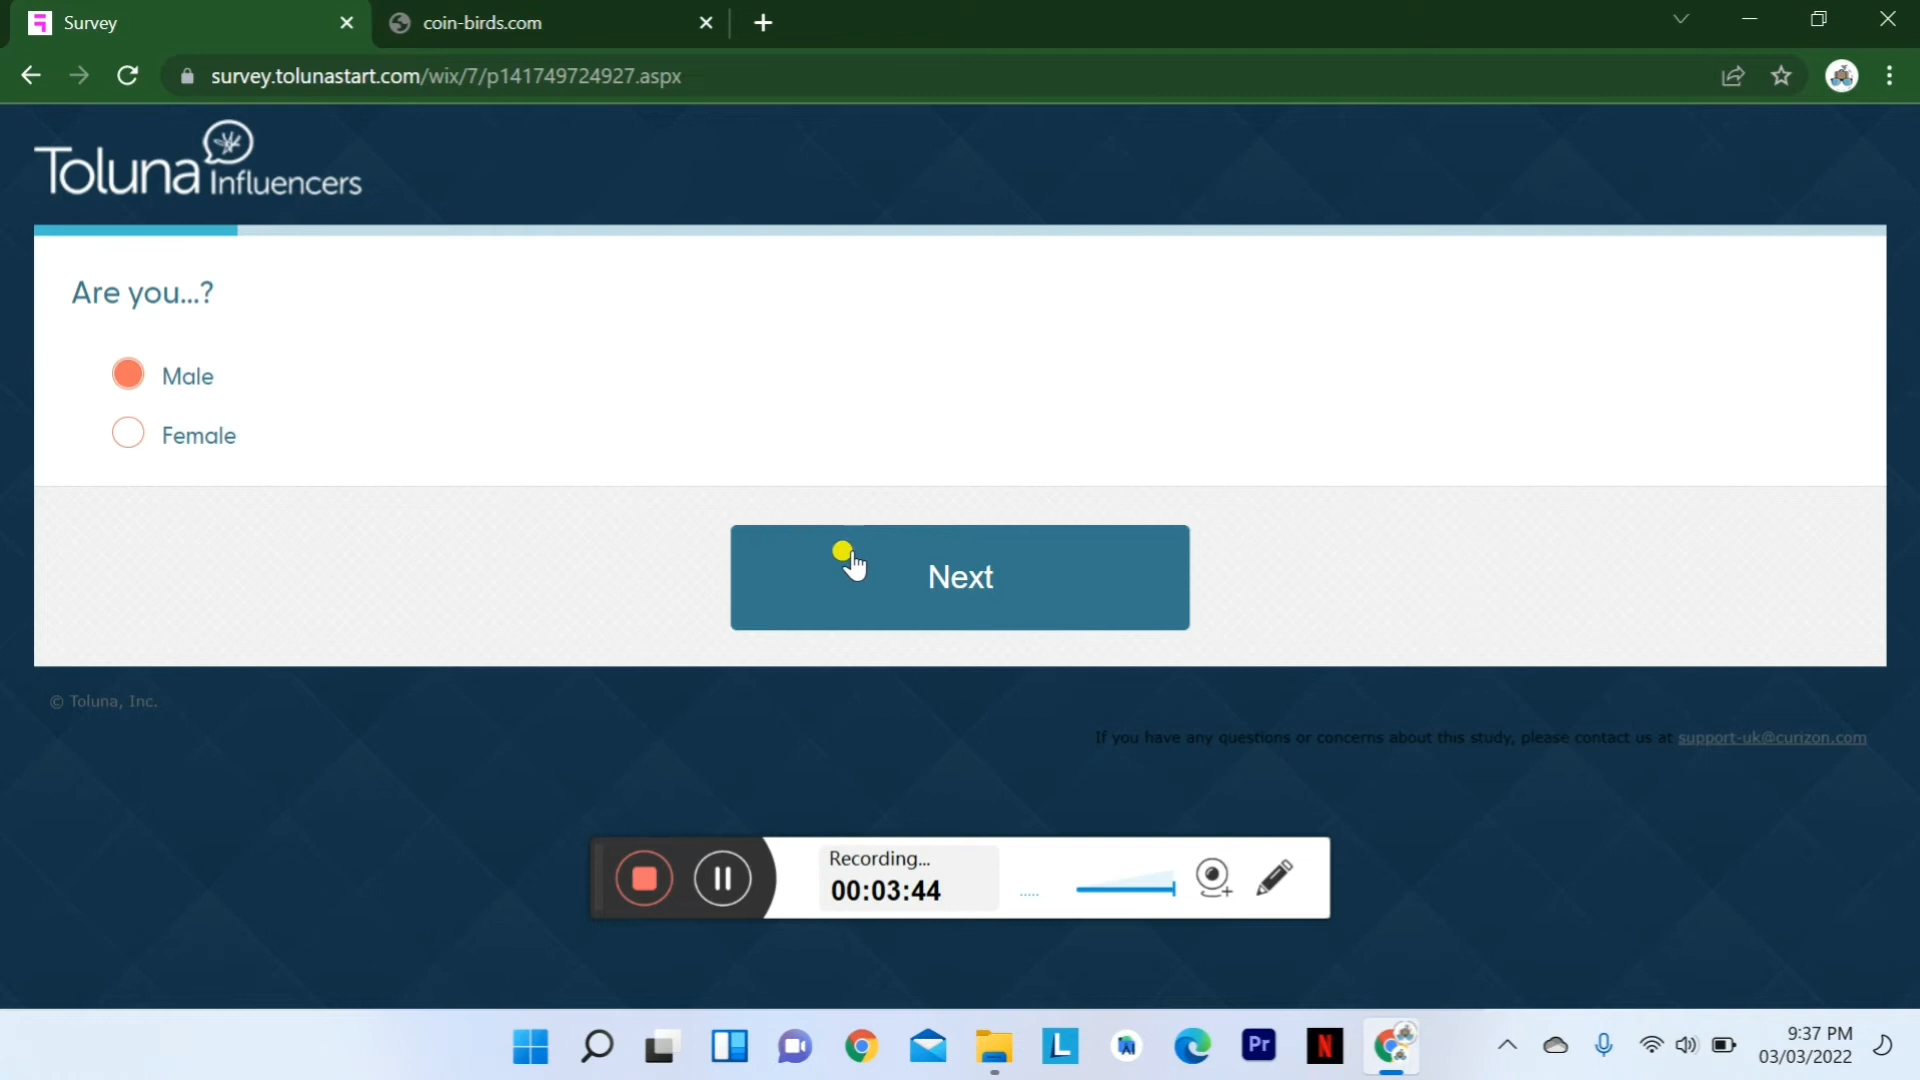 Survey
coin-birds.com
survey.tolunastart.com/wix/7/p141749724927.aspx
Toluna Influencers
Are you...?
Male
Female
Next
© Toluna, Inc.
If you have any questions or concerns about this study, please contact us at support-uk@curizon.com
Recording...
00:03:44
L
Pr
N
9:37 PM
03/03/2022